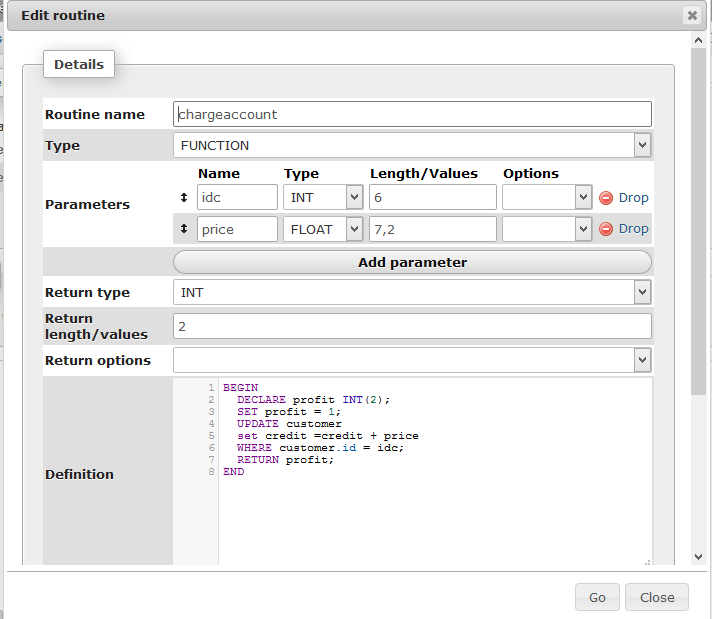 Edit routine
Details
Routine name chargeaccount
Type FUNCTION
Name Type Length/Values Options
Parameters
idc INT 6 Drop
price FLOAT 7,2 Drop
Add parameter
Return type INT
Return
length/values 2
Return options
Definition
1 BEGIN
2 DECLARE profit INT(2);
3 SET profit = 1;
4 UPDATE customer
5 set credit =credit + price
6 WHERE customer.id = idc;
7 RETURN profit;
8 END
Go Close